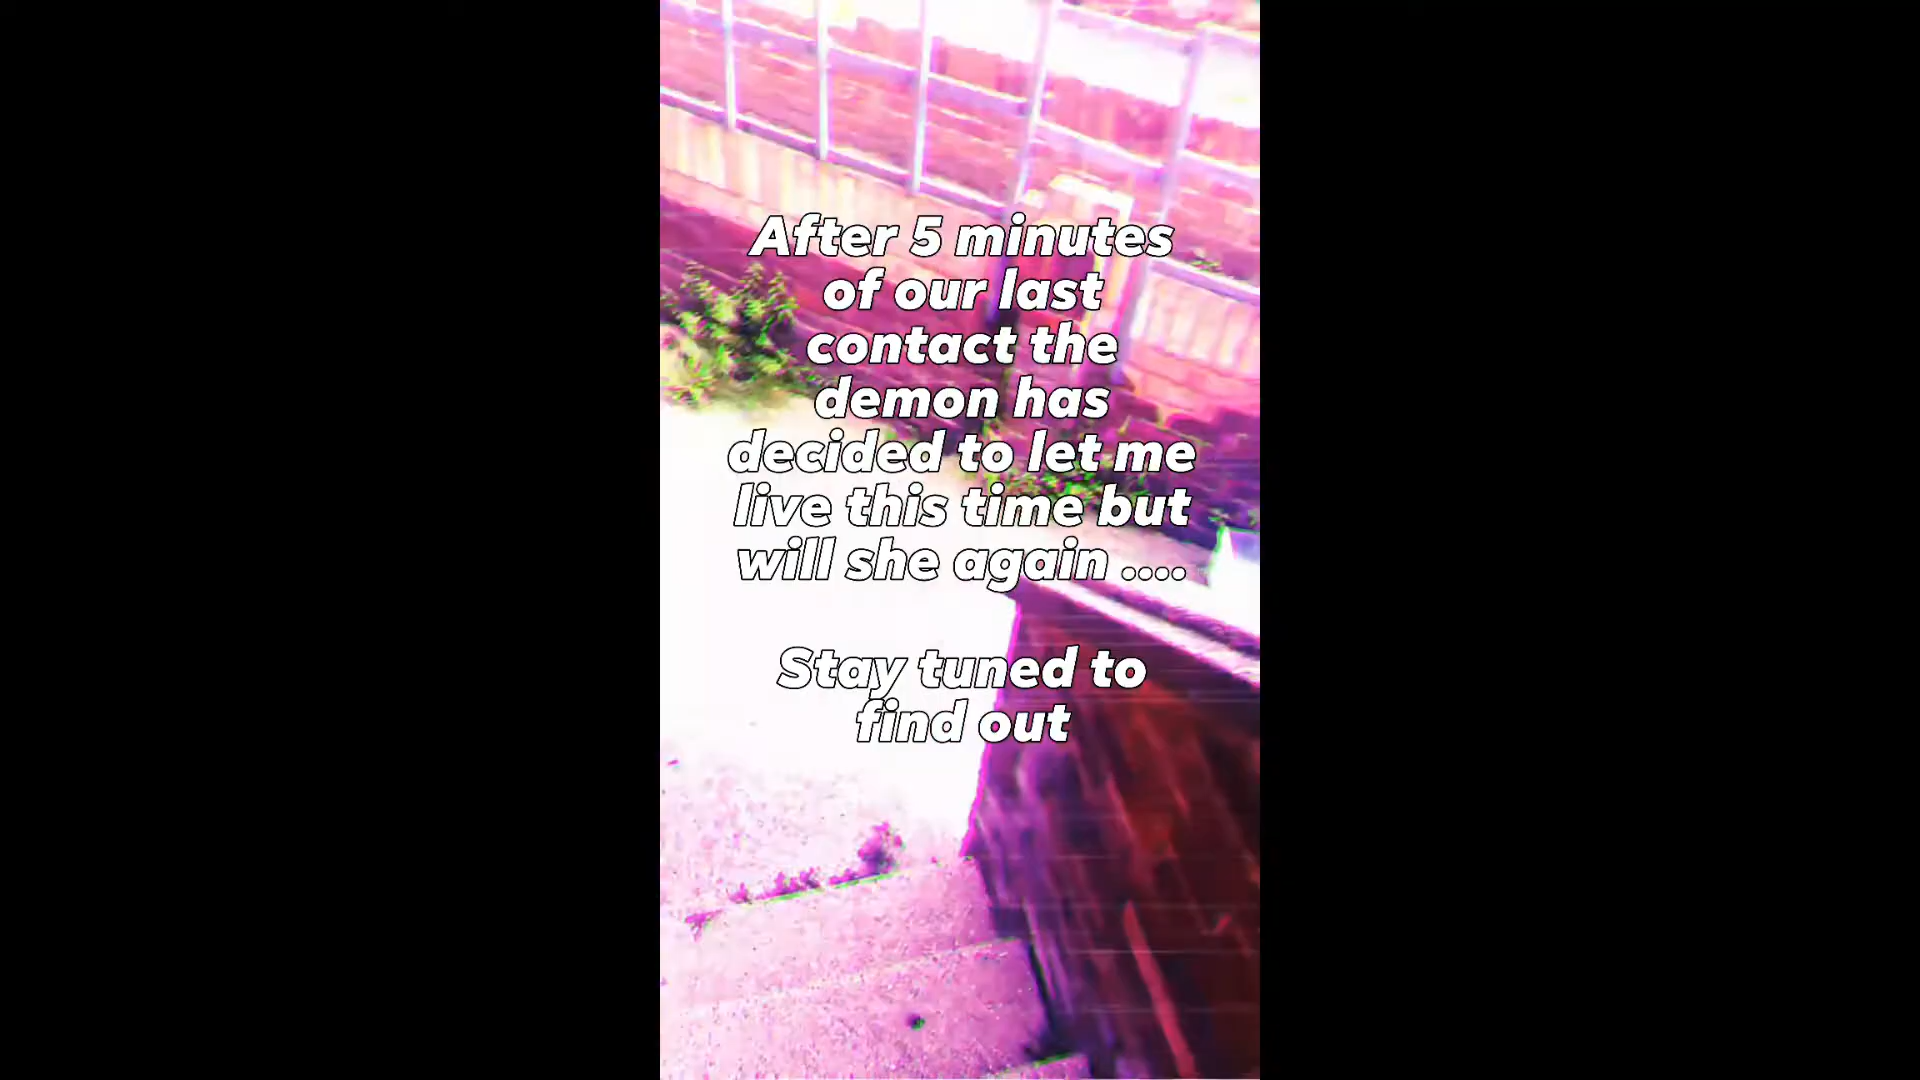 After 5 minutes
of our last
contact the
demon has
decided to let me
live this time but
will she again ....
Stay tuned to
find out